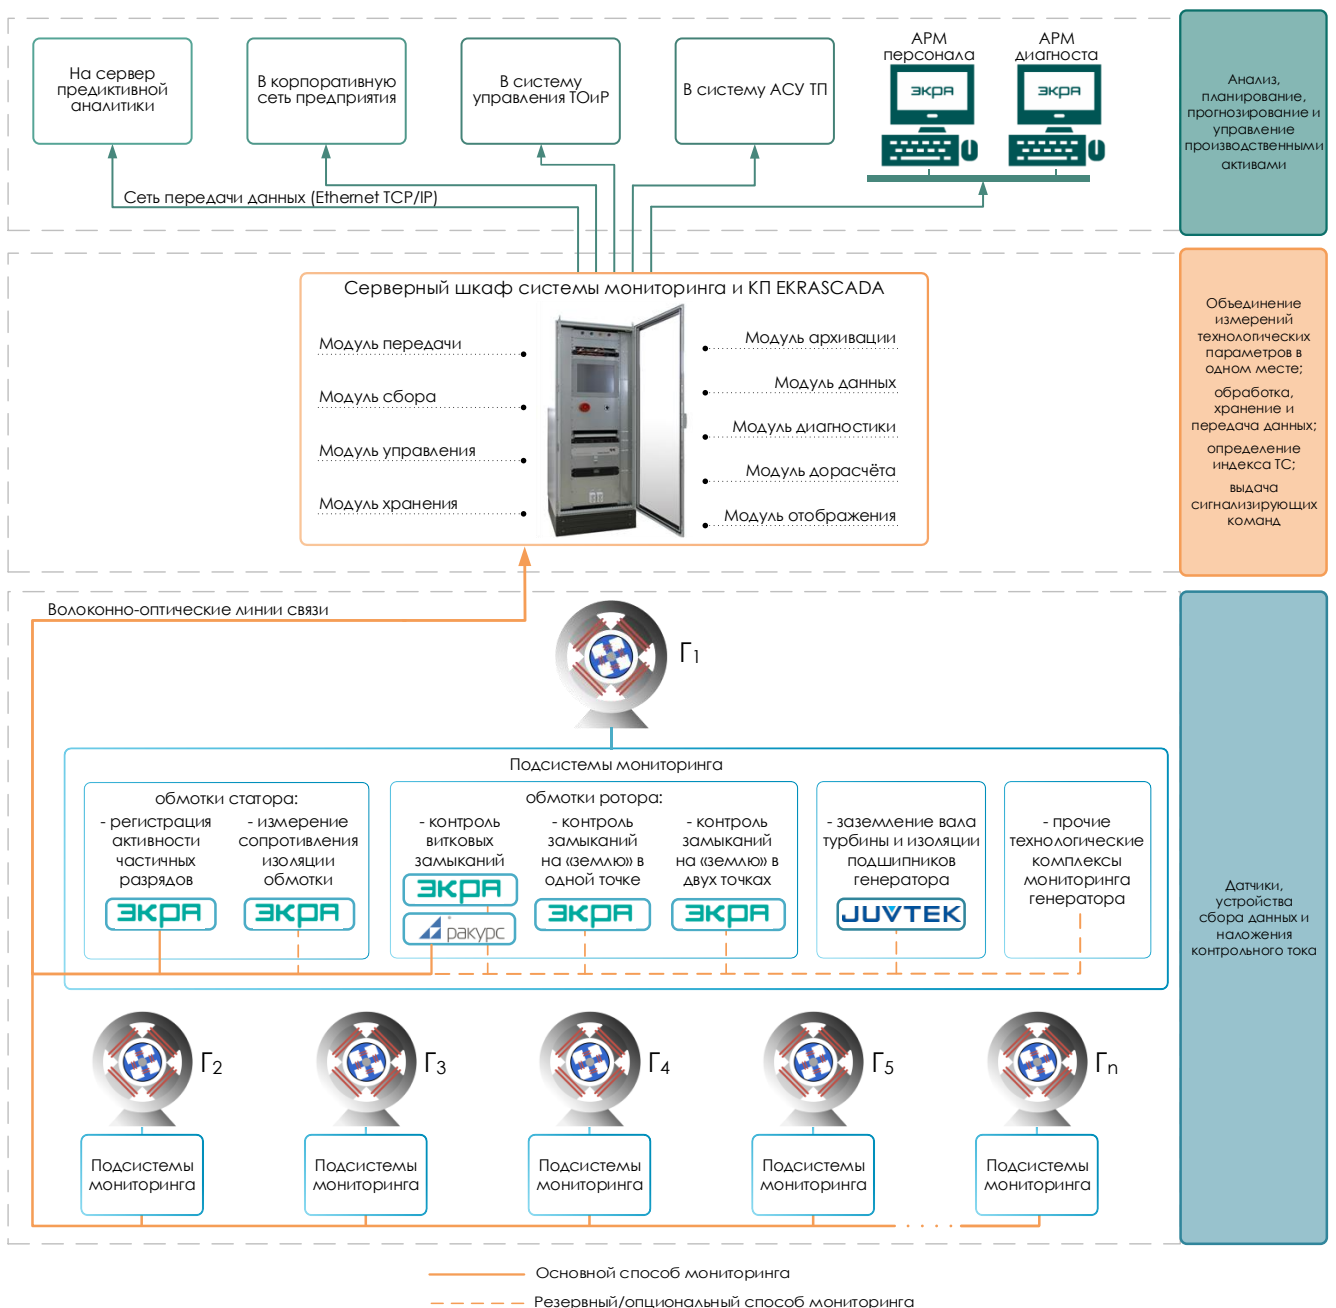 На сервер
предиктивной
аналитики
В корпоративную
сеть предприятия
В систему
управления ТОиР
В систему АСУ ТП
АРМ
персонала
АРМ
диагноста
ЭКРА
ЭКРА
Анализ,
планирование,
прогнозирование и
управление
производственными
активами
Сеть передачи данных (Ethernet TCP/IP)
Серверный шкаф системы мониторинга и КП EKRASCADA
Модуль передачи
Модуль сбора
Модуль управления
Модуль хранения
Модуль архивации
Модуль данных
Модуль диагностики
Модуль дорасчёта
Модуль отображения
Объединение
измерений
технологических
параметров в
одном месте;
обработка,
хранение и
передача данных;
определение
индекса ТС;
выдача
сигнализирующих
команд
Волоконно-оптические линии связи
Г1
Подсистемы мониторинга
обмотки статора:
- регистрация
активности
частичных
разрядов
ЭКРА
- измерение
сопротивления
изоляции
обмотки
ЭКРА
обмотки ротора:
- контроль
витковых
замыканий
ЭКРА
ракурс
- контроль
замыканий
на «землю» в
одной точке
ЭКРА
- контроль
замыканий
на «землю» в
двух точках
ЭКРА
- заземление вала
турбины и изоляции
подшипников
генератора
JUVTEK
- прочие
технологические
комплексы
мониторинга
генератора
Датчики,
устройства
сбора данных и
наложения
контрольного тока
Г2
Г3
Г4
Г5
Гn
Подсистемы
мониторинга
Подсистемы
мониторинга
Подсистемы
мониторинга
Подсистемы
мониторинга
Подсистемы
мониторинга
Основной способ мониторинга
Резервный/опциональный способ мониторинга